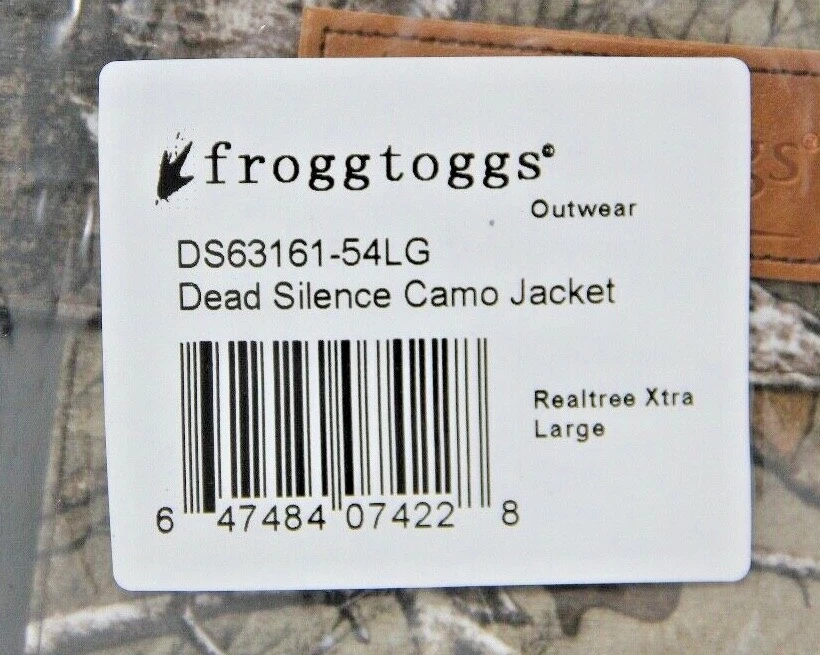 froggtoggs®
Outwear
DS63161-54LG
Dead Silence Camo Jacket
Realtree Xtra
Large
6 47484 07422 8